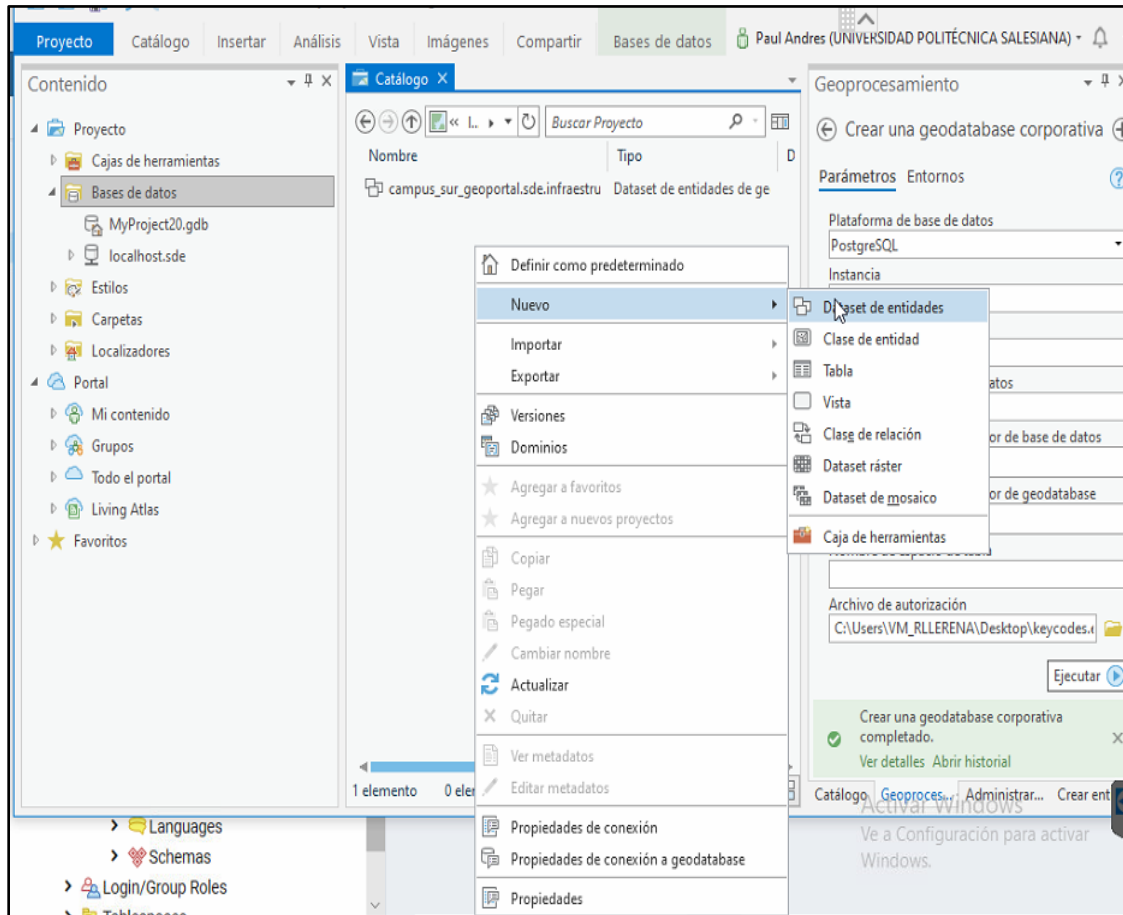 Proyecto Catálogo Insertar Análisis Vista Imágenes Compartir Bases de datos Paul Andres (UNIVERSIDAD POLITÉCNICA SALESIANA)
Contenido
Proyecto
Cajas de herramientas
Bases de datos
MyProject20.gdb
localhost.sde
Estilos
Carpetas
Localizadores
Portal
Mi contenido
Grupos
Todo el portal
Living Atlas
Favoritos
Catálogo
Buscar Proyecto
Nombre Tipo D
campus_sur_geoportal.sde.infraestru Dataset de entidades de ge
1 elemento
Definir como predeterminado
Nuevo
Importar
Exportar
Versiones
Dominios
Agregar a favoritos
Agregar a nuevos proyectos
Copiar
Pegar
Pegado especial
Cambiar nombre
Actualizar
Quitar
Ver metadatos
Editar metadatos
Propiedades de conexión
Propiedades de conexión a geodatabase
Propiedades
Dataset de entidades
Clase de entidad
Tabla
Vista
Clase de relación
Dataset ráster
Dataset de mosaico
Caja de herramientas
Geoprocesamiento
Crear una geodatabase corporativa
Parámetros Entornos
Plataforma de base de datos
PostgreSQL
Instancia
atos
or de base de datos
or de geodatabase
Archivo de autorización
C:\Users\VM_RLLERENA\Desktop\keycodes.
Ejecutar
Crear una geodatabase corporativa
completado.
Ver detalles Abrir historial
Catálogo Geoproces... Administrar... Crear ent
Activar Windows
Ve a Configuración para activar
Windows.
Languages
Schemas
Login/Group Roles